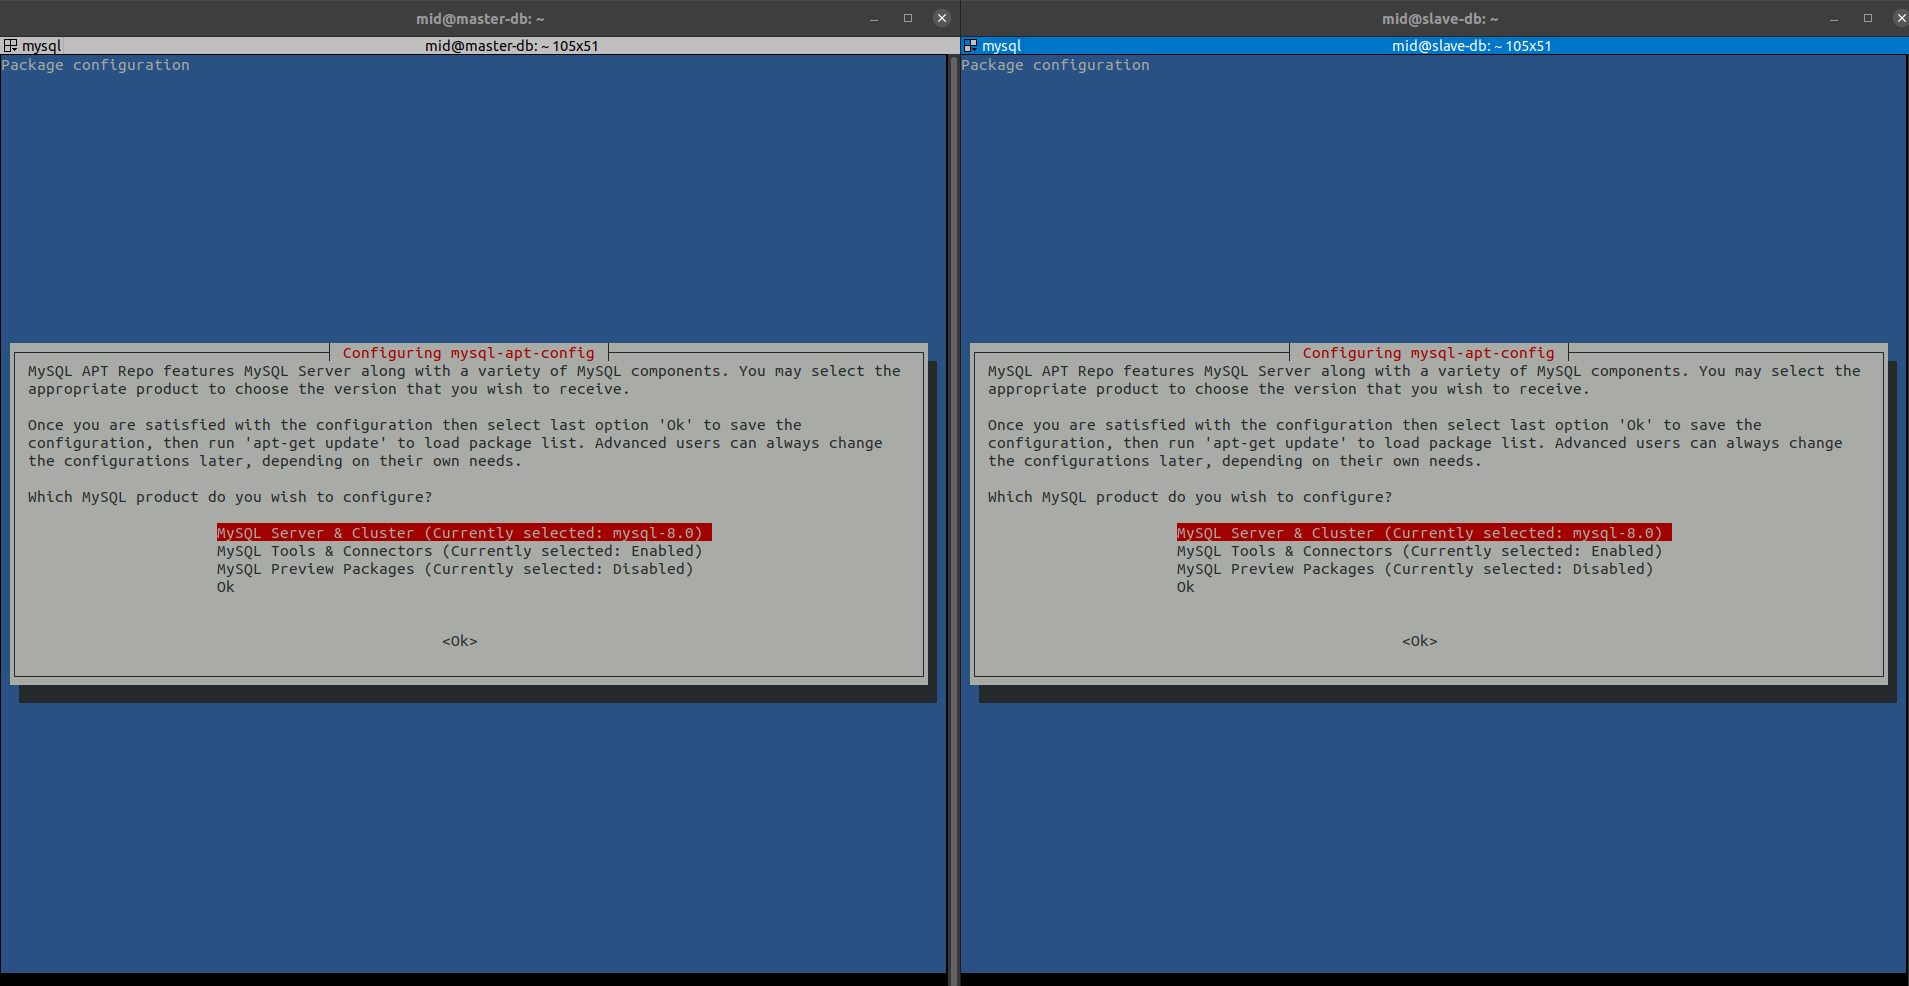 mid@master-db: ~
mysql
mid@master-db: ~ 105x51
Package configuration
Configuring mysql-apt-config
MySQL APT Repo features MySQL Server along with a variety of MySQL components. You may select the
appropriate product to choose the version that you wish to receive.
Once you are satisfied with the configuration then select last option 'Ok' to save the
configuration, then run 'apt-get update' to load package list. Advanced users can always change
the configurations later, depending on their own needs.
Which MySQL product do you wish to configure?
MySQL Server & Cluster (Currently selected: mysql-8.0)
MySQL Tools & Connectors (Currently selected: Enabled)
MySQL Preview Packages (Currently selected: Disabled)
Ok
<Ok>
mid@slave-db: ~
mysql
mid@slave-db: ~ 105x51
Package configuration
Configuring mysql-apt-config
MySQL APT Repo features MySQL Server along with a variety of MySQL components. You may select the
appropriate product to choose the version that you wish to receive.
Once you are satisfied with the configuration then select last option 'Ok' to save the
configuration, then run 'apt-get update' to load package list. Advanced users can always change
the configurations later, depending on their own needs.
Which MySQL product do you wish to configure?
MySQL Server & Cluster (Currently selected: mysql-8.0)
MySQL Tools & Connectors (Currently selected: Enabled)
MySQL Preview Packages (Currently selected: Disabled)
Ok
<Ok>